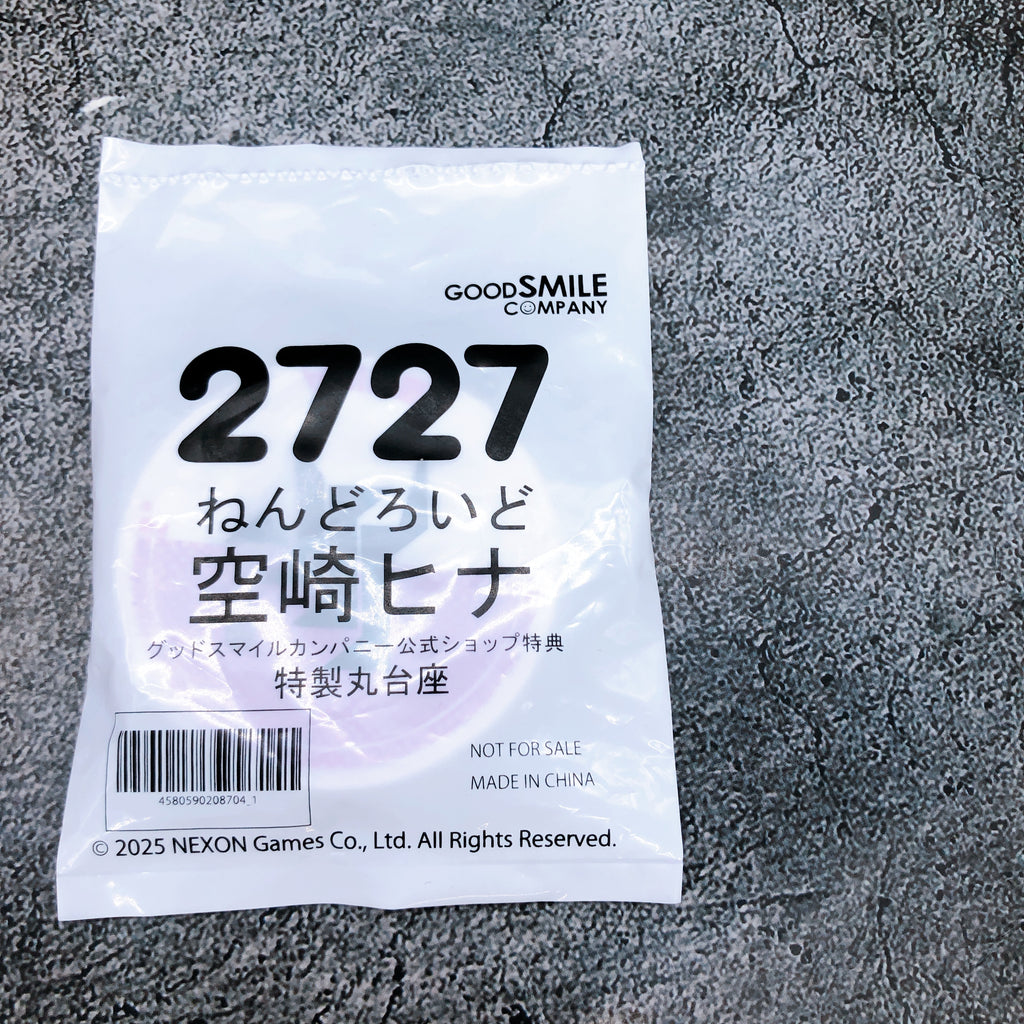 GOODSMILE
COMPANY
2727
ねんどろいど
空崎ヒナ
グッドスマイルカンパニー公式ショップ特典
特製丸台座
NOT FOR SALE
MADE IN CHINA
4580590208704_1
© 2025 NEXON Games Co., Ltd. All Rights Reserved.